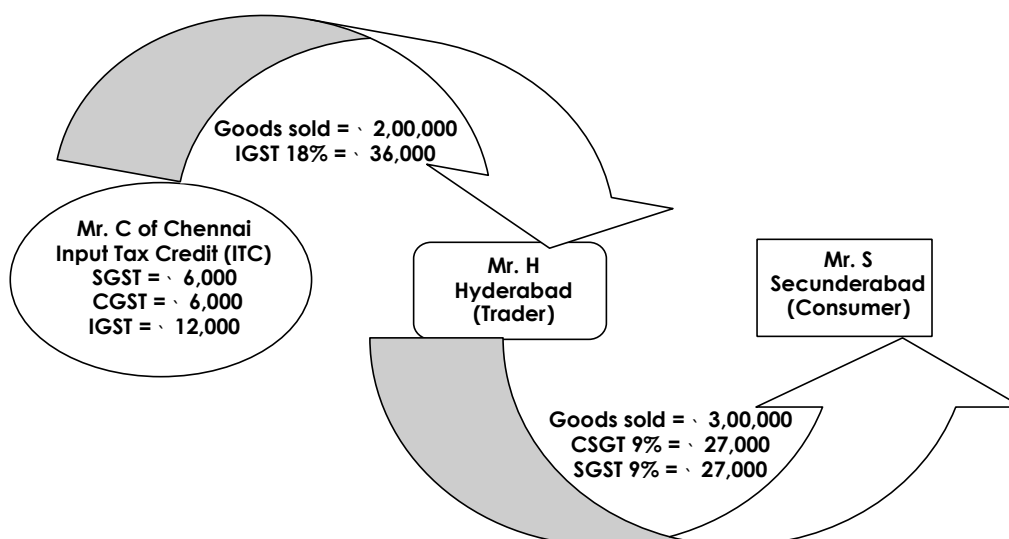 Goods sold = ` 2,00,000
IGST 18% = ` 36,000
Mr. C of Chennai
Input Tax Credit (ITC)
SGST = ` 6,000
CGST = ` 6,000
IGST = ` 12,000
Mr. H
Hyderabad
(Trader)
Mr. S
Secunderabad
(Consumer)
Goods sold = ` 3,00,000
CSGT 9% = ` 27,000
SGST 9% = ` 27,000